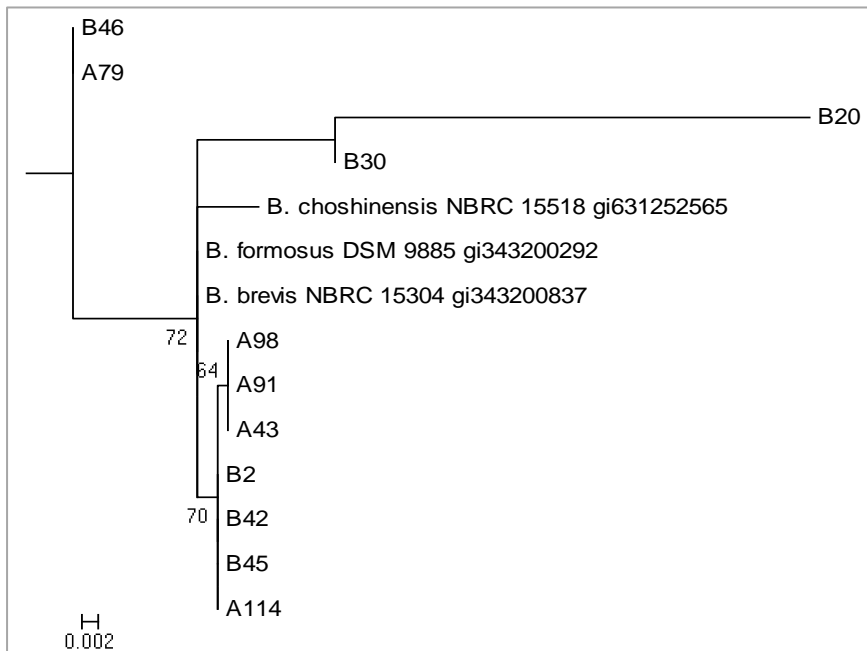 B46
A79
B20
B30
B. choshinensis NBRC 15518 gi631252565
B. formosus DSM 9885 gi343200292
B. brevis NBRC 15304 gi343200837
72
A98
64
A91
A43
B2
70
B42
B45
A114
0.002